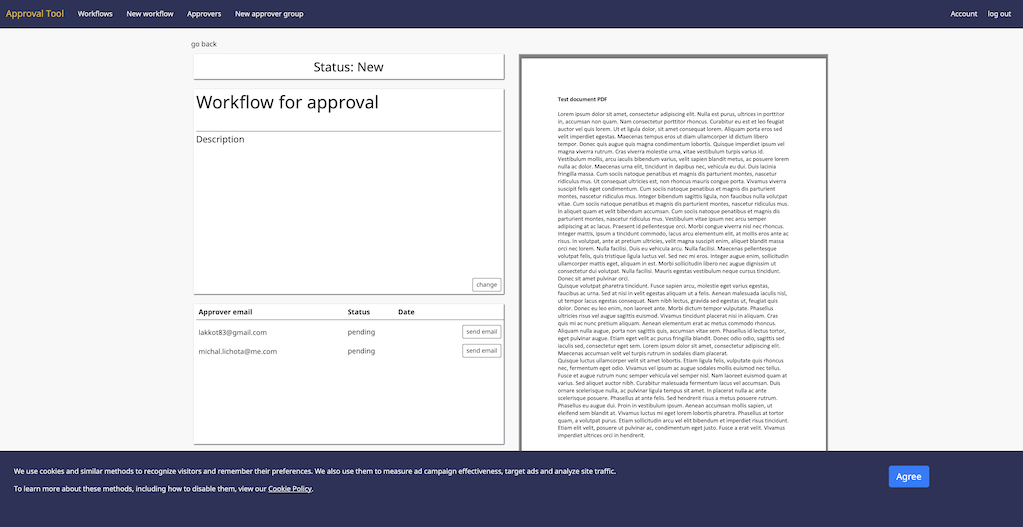 Approval Tool Workflows New workflow Approvers New approver group Account log out
go back
Status: New
Workflow for approval
Description
change
Approver email Status Date
lakkot83@gmail.com pending send email
michal.lichota@me.com pending send email
Test document PDF
Lorem ipsum dolor sit amet, consectetur adipiscing elit. Nulla est purus, ultrices in porttitor
in, accumsan non quam. Nam consectetur porttitor rhoncus. Curabitur eu est et leo feugiat
auctor vel quis lorem. Ut et ligula dolor, sit amet consequat lorem. Aliquam porta eros sed
velit imperdiet egestas. Maecenas tempus eros ut diam ullamcorper id dictum libero
tempor. Donec quis augue quis magna condimentum lobortis. Quisque imperdiet ipsum vel
magna viverra rutrum. Cras viverra molestie urna, vitae vestibulum turpis varius id.
Vestibulum mollis, arcu iaculis bibendum varius, velit sapien blandit metus, ac posuere lorem
nulla ac dolor. Maecenas urna elit, tincidunt in dapibus nec, vehicula eu dui. Duis lacinia
fringilla massa. Cum sociis natoque penatibus et magnis dis parturient montes, nascetur
ridiculus mus. Ut consequat ultricies est, non rhoncus mauris congue porta. Vivamus viverra
suscipit felis eget condimentum. Cum sociis natoque penatibus et magnis dis parturient
montes, nascetur ridiculus mus. Integer bibendum sagittis ligula, non faucibus nulla volutpat
vitae. Cum sociis natoque penatibus et magnis dis parturient montes, nascetur ridiculus mus.
In aliquet quam et velit bibendum accumsan. Cum sociis natoque penatibus et magnis dis
parturient montes, nascetur ridiculus mus. Vestibulum vitae ipsum nec arcu semper
adipiscing at ac lacus. Praesent id pellentesque orci. Morbi congue viverra nisl nec rhoncus.
Integer mattis, ipsum a tincidunt commodo, lacus arcu elementum elit, at mollis eros ante ac
risus. In volutpat, ante at pretium ultricies, velit magna suscipit enim, aliquet blandit massa
orci nec lorem. Nulla facilisi. Duis eu vehicula arcu. Nulla facilisi. Maecenas pellentesque
volutpat felis, quis tristique ligula luctus vel. Sed nec mi eros. Integer augue enim, sollicitudin
ullamcorper mattis eget, aliquam in est. Morbi sollicitudin libero nec augue dignissim ut
consectetur dui volutpat. Nulla facilisi. Mauris egestas vestibulum neque cursus tincidunt.
Donec sit amet pulvinar orci.
Quisque volutpat pharetra tincidunt. Fusce sapien arcu, molestie eget varius egestas,
faucibus ac urna. Sed at nisi in velit egestas aliquam ut a felis. Aenean malesuada iaculis nisl,
ut tempor lacus egestas consequat. Nam nibh lectus, gravida sed egestas ut, feugiat quis
dolor. Donec eu leo enim, non laoreet ante. Morbi dictum tempor vulputate. Phasellus
ultricies risus vel augue sagittis euismod. Vivamus tincidunt placerat nisi in aliquam. Cras
quis mi ac nunc pretium aliquam. Aenean elementum erat ac metus commodo rhoncus.
Aliquam nulla augue, porta non sagittis quis, accumsan vitae sem. Phasellus id lectus tortor,
eget pulvinar augue. Etiam eget velit ac purus fringilla blandit. Donec odio odio, sagittis sed
iaculis sed, consectetur eget sem. Lorem ipsum dolor sit amet, consectetur adipiscing elit.
Maecenas accumsan velit vel turpis rutrum in sodales diam placerat.
Quisque luctus ullamcorper velit sit amet lobortis. Etiam ligula felis, vulputate quis rhoncus
nec, fermentum eget odio. Vivamus vel ipsum ac augue sodales mollis euismod nec tellus.
Fusce et augue rutrum nunc semper vehicula vel semper nisl. Nam laoreet euismod quam at
varius. Sed aliquet auctor nibh. Curabitur malesuada fermentum lacus vel accumsan. Duis
ornare scelerisque nulla, ac pulvinar ligula tempus sit amet. In placerat nulla ac ante
scelerisque posuere. Phasellus at ante felis. Sed hendrerit risus a metus posuere rutrum.
Phasellus eu augue dui. Proin in vestibulum ipsum. Aenean accumsan mollis sapien, ut
eleifend sem blandit at. Vivamus luctus mi eget lorem lobortis pharetra. Phasellus at tortor
quam, a volutpat purus. Etiam sollicitudin arcu vel elit bibendum et imperdiet risus tincidunt.
Etiam elit velit, posuere ut pulvinar ac, condimentum eget justo. Fusce a erat velit. Vivamus
imperdiet ultrices orci in hendrerit.
We use cookies and similar methods to recognize visitors and remember their preferences. We also use them to measure ad campaign effectiveness, target ads and analyze site traffic.
To learn more about these methods, including how to disable them, view our Cookie Policy.
Agree